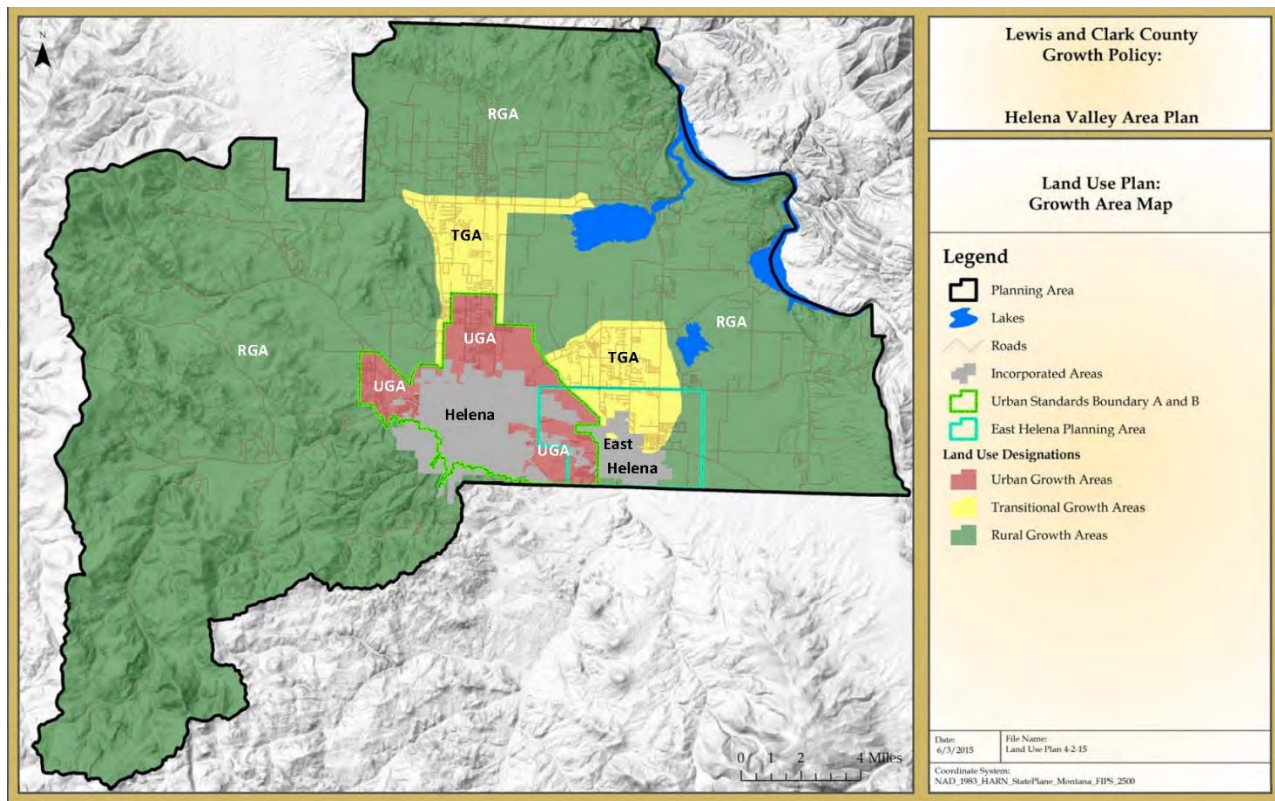 N
RGA
TGA
RGA
RGA
UGA
TGA
UGA
Helena
East
UGA
Helena
0 2 4 Miles
Lewis and Clark County
Growth Policy:
Helena Valley Area Plan
Land Use Plan:
Growth Area Map
Legend
Planning Area
Lakes
Roads
Incorporated Areas
Urban Standards Boundary A and B
East Helena Planning Area
Land Use Designations
Urban Growth Areas
Transitional Growth Areas
Rural Growth Areas
Date:
6/3/2015
File Name:
Land Use Plan 4-2-15
Coordinate System:
NAD_1983_HARN_StatePlane_Montana_FIPS_2500